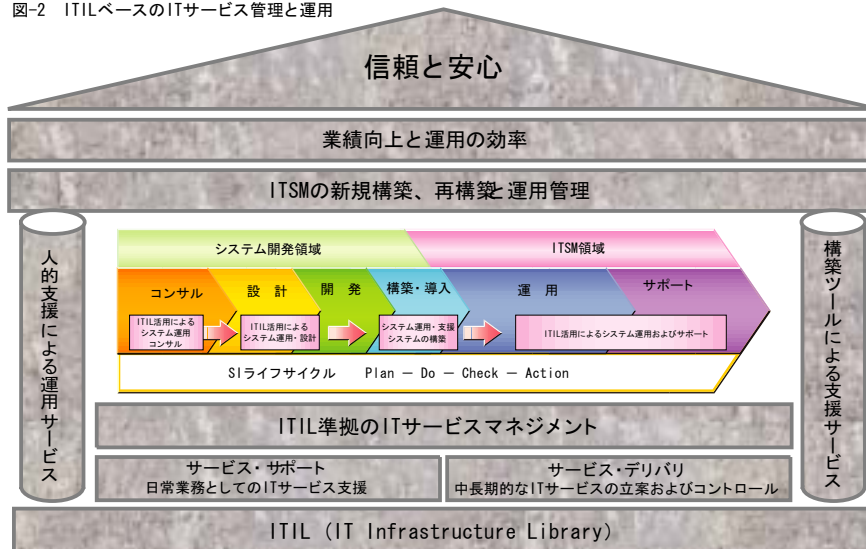 図-2 ITILベースのITサービス管理と運用
信頼と安心
業績向上と運用の効率
ITSMの新規構築、再構築と運用管理
人的支援による運用サービス
システム開発領域
ITSM領域
コンサル
設 計
開 発
構築・導入
運 用
サポート
ITIL活用による
システム運用
コンサル
ITIL活用による
システム運用・設計
システム運用・支援
システムの構築
ITIL活用によるシステム運用およびサポート
SIライフサイクル Plan － Do － Check － Action
構築ツールによる支援サービス
ITIL準拠のITサービスマネジメント
サービス・サポート
日常業務としてのITサービス支援
サービス・デリバリ
中長期的なITサービスの立案およびコントロール
ITIL（IT Infrastructure Library）